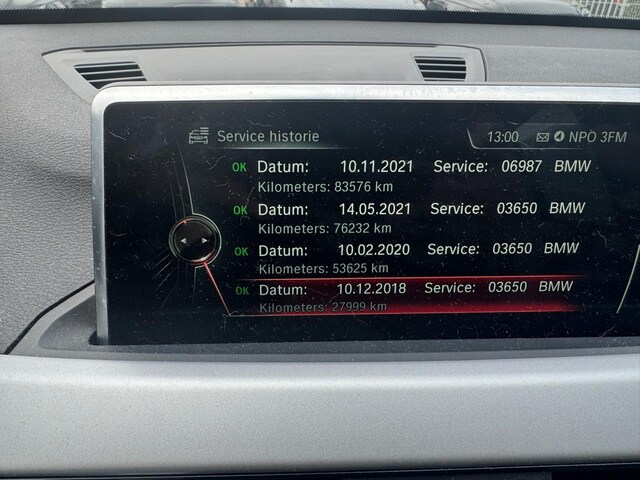 Service historie
13:00 NPO 3FM
OK Datum: 10.11.2021 Service: 06987 BMW
Kilometers: 83576 km
OK Datum: 14.05.2021 Service: 03650 BMW
Kilometers: 76232 km
OK Datum: 10.02.2020 Service: 03650 BMW
Kilometers: 53625 km
OK Datum: 10.12.2018 Service: 03650 BMW
Kilometers: 27999 km